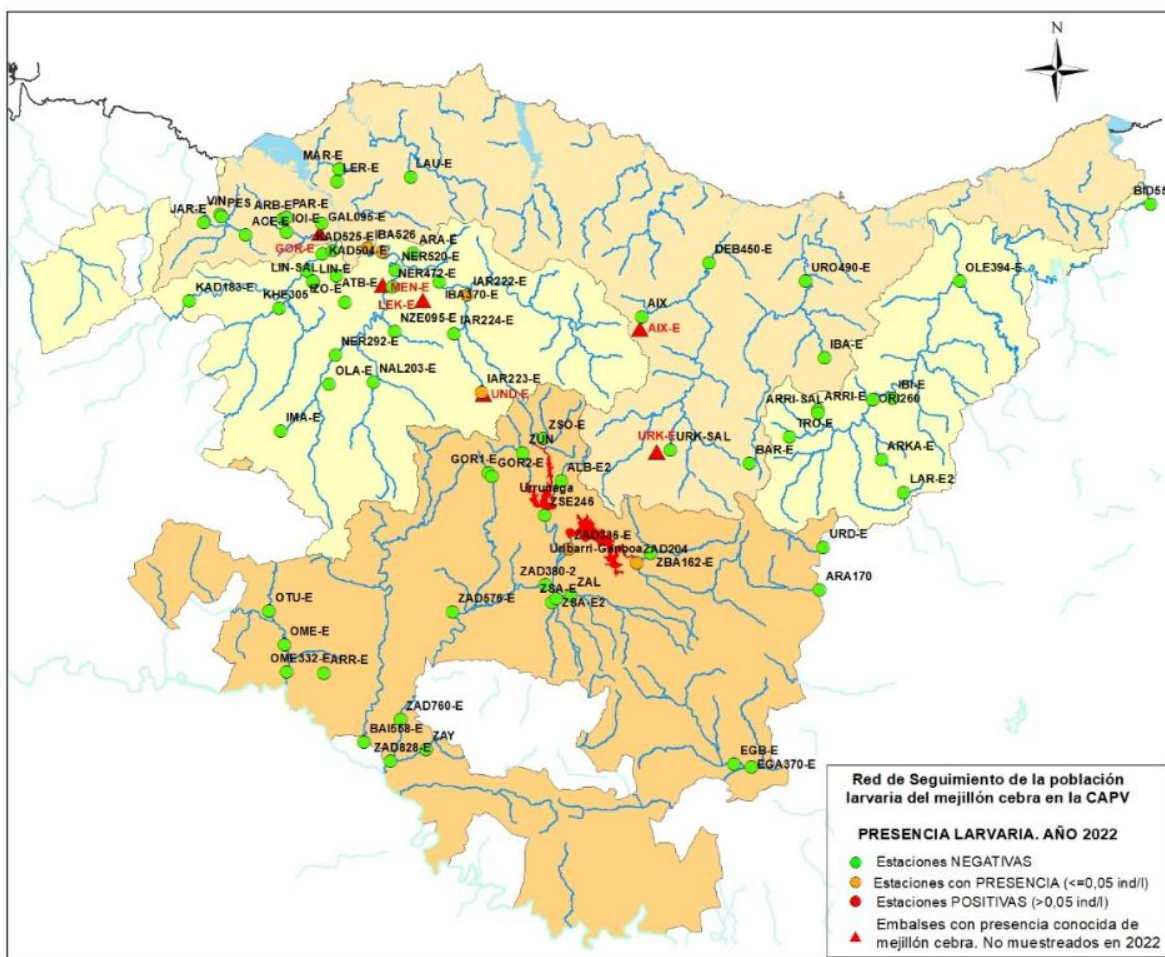 N
MAR-E
LER-E
LAU-E
BID555
VIN
PES
ARB-E
PAR-E
JAR-E
ACE-E
IOI-E
GAL095-E
GOR-E
KAD525-E
IBA526
ARA-E
KAD504-E
NER520-E
DEB450-E
LIN-SAL
LIN-E
NER472-E
URO490-E
OLE394-E
KAD183-E
KHE305
IZO-E
ATB-E
MEN-E
IAR222-E
LEK-E
IBA370-E
AIX
NZE095-E
IAR224-E
AIX-E
NER292-E
IBA-E
OLA-E
NAL203-E
IAR223-E
UND-E
ARRI-SAL
ARRI-E
IBI-E
ORI260
IMA-E
TRO-E
ZSO-E
URK-E
URK-SAL
ZUN
GOR1-E
GOR2-E
ALB-E2
BAR-E
ARKA-E
LAR-E2
Urrunaga
ZSE246
ZAD336-E
Uribarri-Ganboa
ZAD204
URD-E
ZBA162-E
ZAD380-2
ZAL
ARA170
OTU-E
ZAD576-E
ZSA-E
ZSA-E2
OME-E
OME332-E
ARR-E
ZAD760-E
BAI558-E
ZAY
ZAD828-E
EGB-E
EGA370-E
Red de Seguimiento de la población
larvaria del mejillón cebra en la CAPV
PRESENCIA LARVARIA. AÑO 2022
Estaciones NEGATIVAS
Estaciones con PRESENCIA (<=0,05 ind/l)
Estaciones POSITIVAS (>0,05 ind/l)
Embalses con presencia conocida de
mejillón cebra. No muestreados en 2022